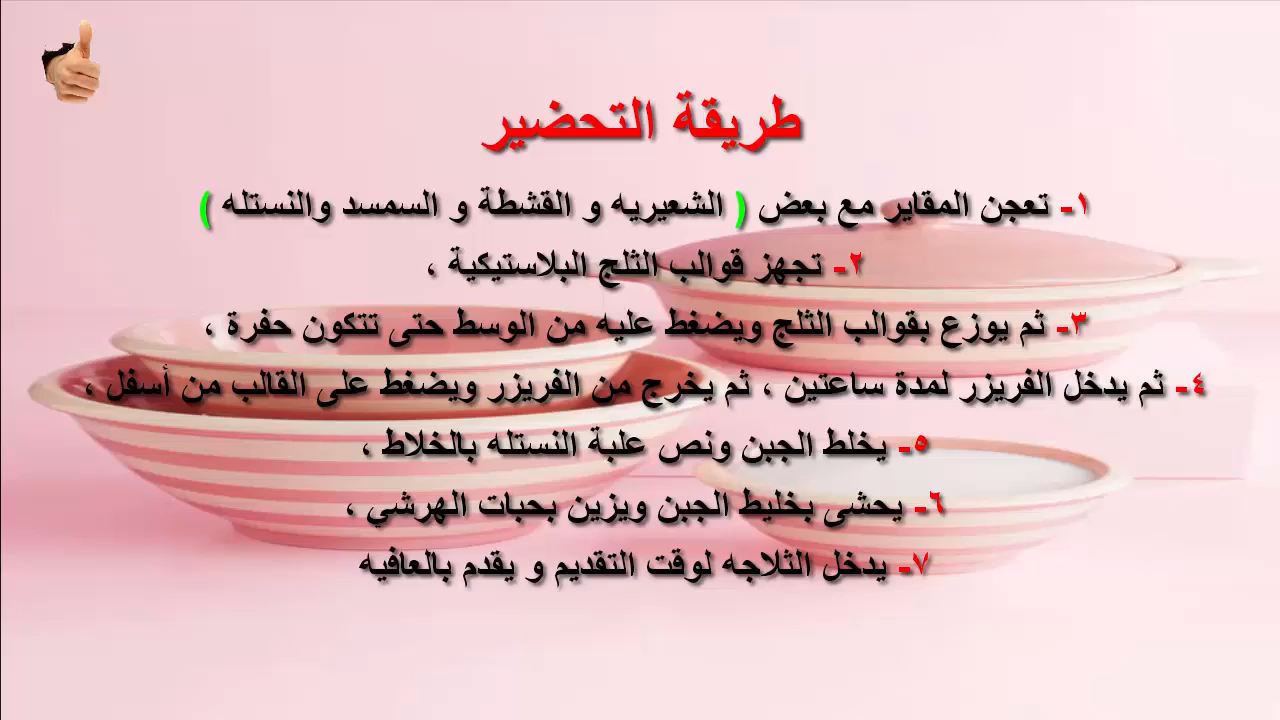 طريقة التحضير
١- تعجن المقاير مع بعض ( الشعيريه و القشطة و السمسد والنستله )
٢- تجهز قوالب الثلج البلاستيكية ،
٣- ثم يوزع بقوالب الثلج ويضغط عليه من الوسط حتى تتكون حفرة ،
٤- ثم يدخل الفريزر لمدة ساعتين ، ثم يخرج من الفريزر ويضغط على القالب من أسفل ،
٥- يخلط الجبن ونص علبة النستله بالخلاط ،
٦- يحشى بخليط الجبن ويزين بحبات الهرشي ،
٧- يدخل الثلاجه لوقت التقديم و يقدم بالعافيه